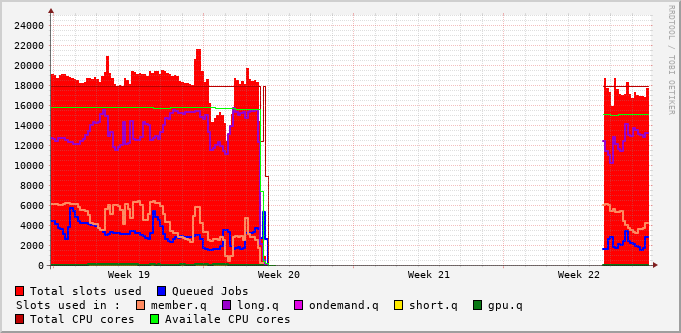 RRDTOOL / TOBI OETIKER
24000
22000
20000
18000
16000
14000
12000
10000
8000
6000
4000
2000
0
Week 19 Week 20 Week 21 Week 22
Total slots used Queued Jobs
Slots used in : member.q long.q ondemand.q short.q gpu.q
Total CPU cores Availale CPU cores